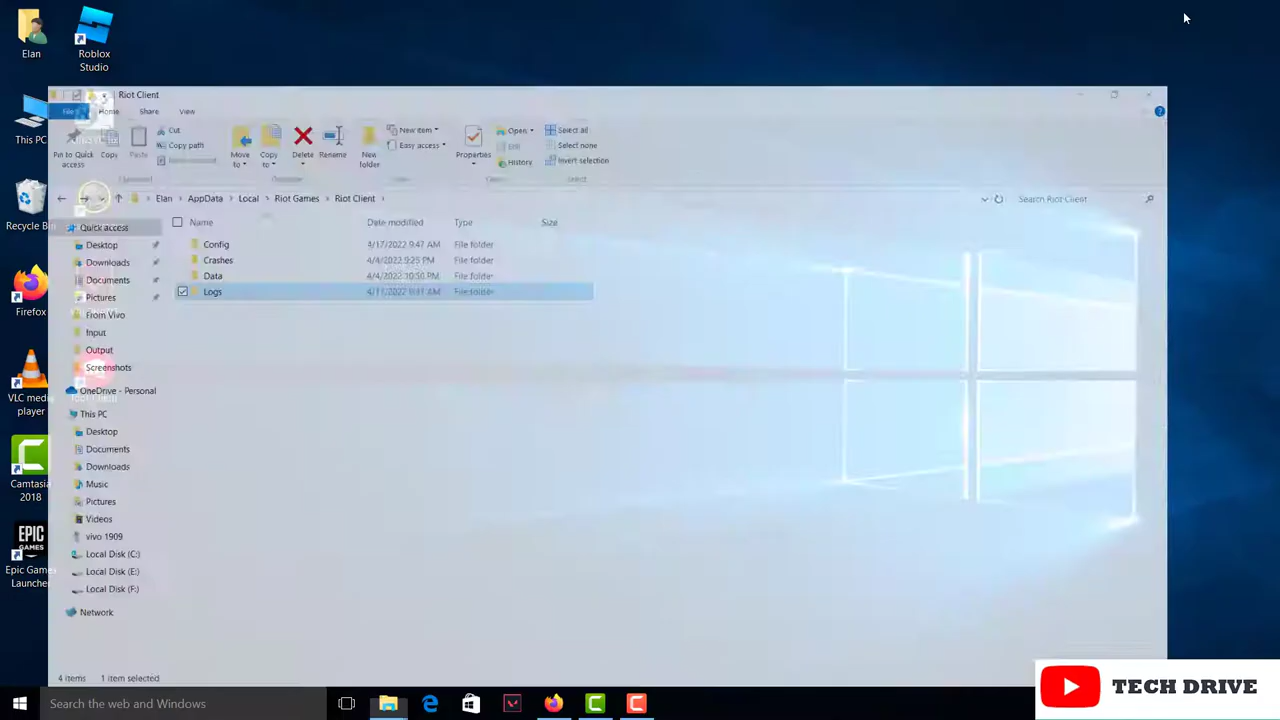 Elan
Roblox
Studio
This PC
Recycle Bin
Firefox
VLC media
player
Camtasia
2018
EPIC
GAMES
Epic Games
Launcher
Riot Client
File
Home
Share
View
Pin to Quick
access
Copy
Paste
Cut
Copy path
Move
to
Copy
to
Delete
Rename
New
folder
New item
Easy access
Properties
Open
Edit
History
Select all
Select none
Invert selection
Select
Elan
AppData
Local
Riot Games
Riot Client
Search Riot Client
Name
Date modified
Type
Size
Config
4/17/2022 9:47 AM
File folder
Crashes
File folder
Data
4/4/2022 10:50 PM
File folder
Logs
File folder
Quick access
Desktop
Downloads
Documents
Pictures
From Vivo
Input
Output
Screenshots
OneDrive - Personal
This PC
Desktop
Documents
Downloads
Music
Pictures
Videos
vivo 1909
Local Disk (C:)
Local Disk (E:)
Local Disk (F:)
Network
4 items
1 item selected
Search the web and Windows
TECH DRIVE